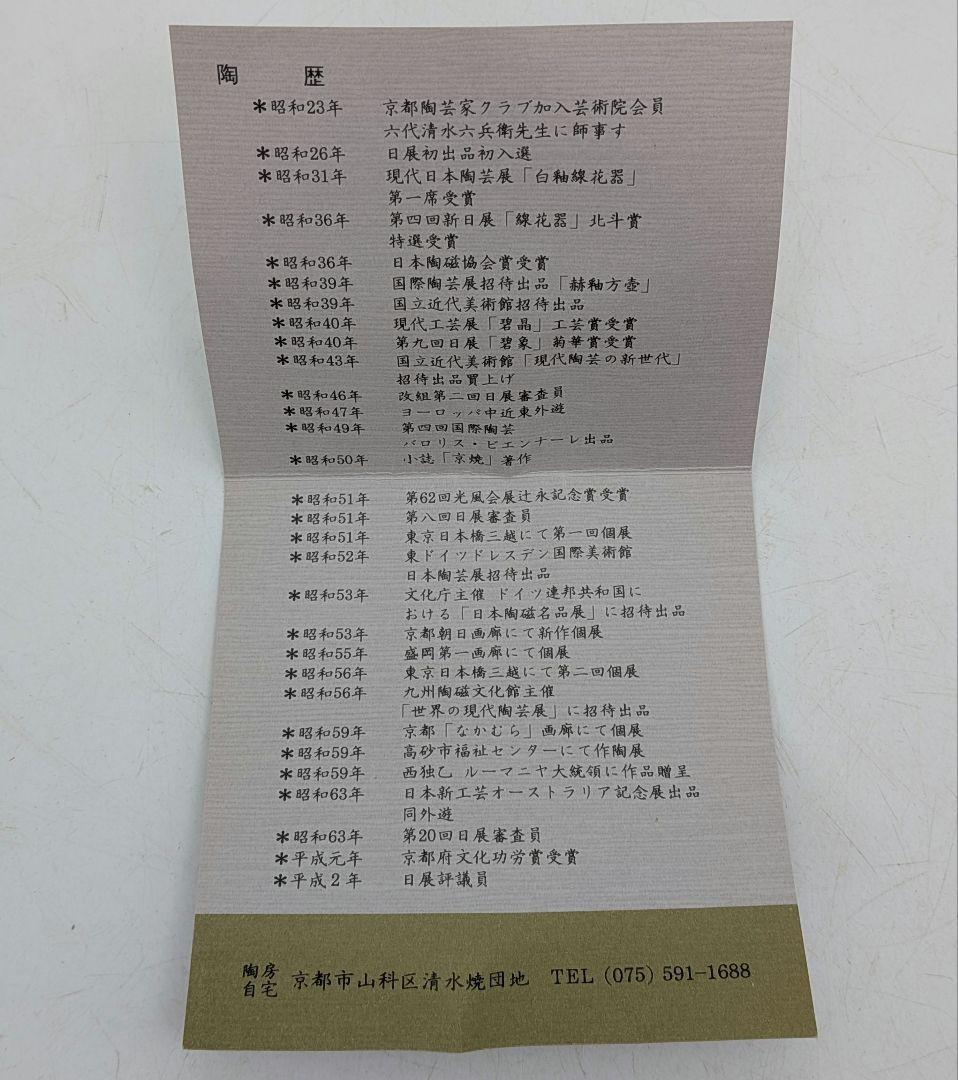 陶　歴
＊昭和23年　京都陶芸家クラブ加入芸術院会員
六代清水六兵衛先生に師事す
＊昭和26年　日展初出品初入選
＊昭和31年　現代日本陶芸展「白釉線花器」
第一席受賞
＊昭和36年　第四回新日展「線花器」北斗賞
特選受賞
＊昭和36年　日本陶磁協会賞受賞
＊昭和39年　国際陶芸展招待出品「赫釉方壺」
＊昭和39年　国立近代美術館招待出品
＊昭和40年　現代工芸展「碧晶」工芸賞受賞
＊昭和40年　第九回日展「碧象」菊華賞受賞
＊昭和43年　国立近代美術館「現代陶芸の新世代」
招待出品買上げ
＊昭和46年　改組第二回日展審査員
＊昭和47年　ヨーロッパ中近東外遊
＊昭和49年　第四回国際陶芸
バロリス・ビエンナーレ出品
＊昭和50年　小誌「京焼」著作
＊昭和51年　第62回光風会展辻永記念賞受賞
＊昭和51年　第八回日展審査員
＊昭和51年　東京日本橋三越にて第一回個展
＊昭和52年　東ドイツドレスデン国際美術館
日本陶芸展招待出品
＊昭和53年　文化庁主催 ドイツ連邦共和国に
おける「日本陶磁名品展」に招待出品
＊昭和53年　京都朝日画廊にて新作個展
＊昭和55年　盛岡第一画廊にて個展
＊昭和56年　東京日本橋三越にて第二回個展
＊昭和56年　九州陶磁文化館主催
「世界の現代陶芸展」に招待出品
＊昭和59年　京都「なかむら」画廊にて個展
＊昭和59年　高砂市福祉センターにて作陶展
＊昭和59年　西独乙 ルーマニヤ大統領に作品贈呈
＊昭和63年　日本新工芸オーストラリア記念展出品
同外遊
＊昭和63年　第20回日展審査員
＊平成元年　京都府文化功労賞受賞
＊平成２年　日展評議員
陶房
自宅 京都市山科区清水焼団地　TEL (075) 591-1688